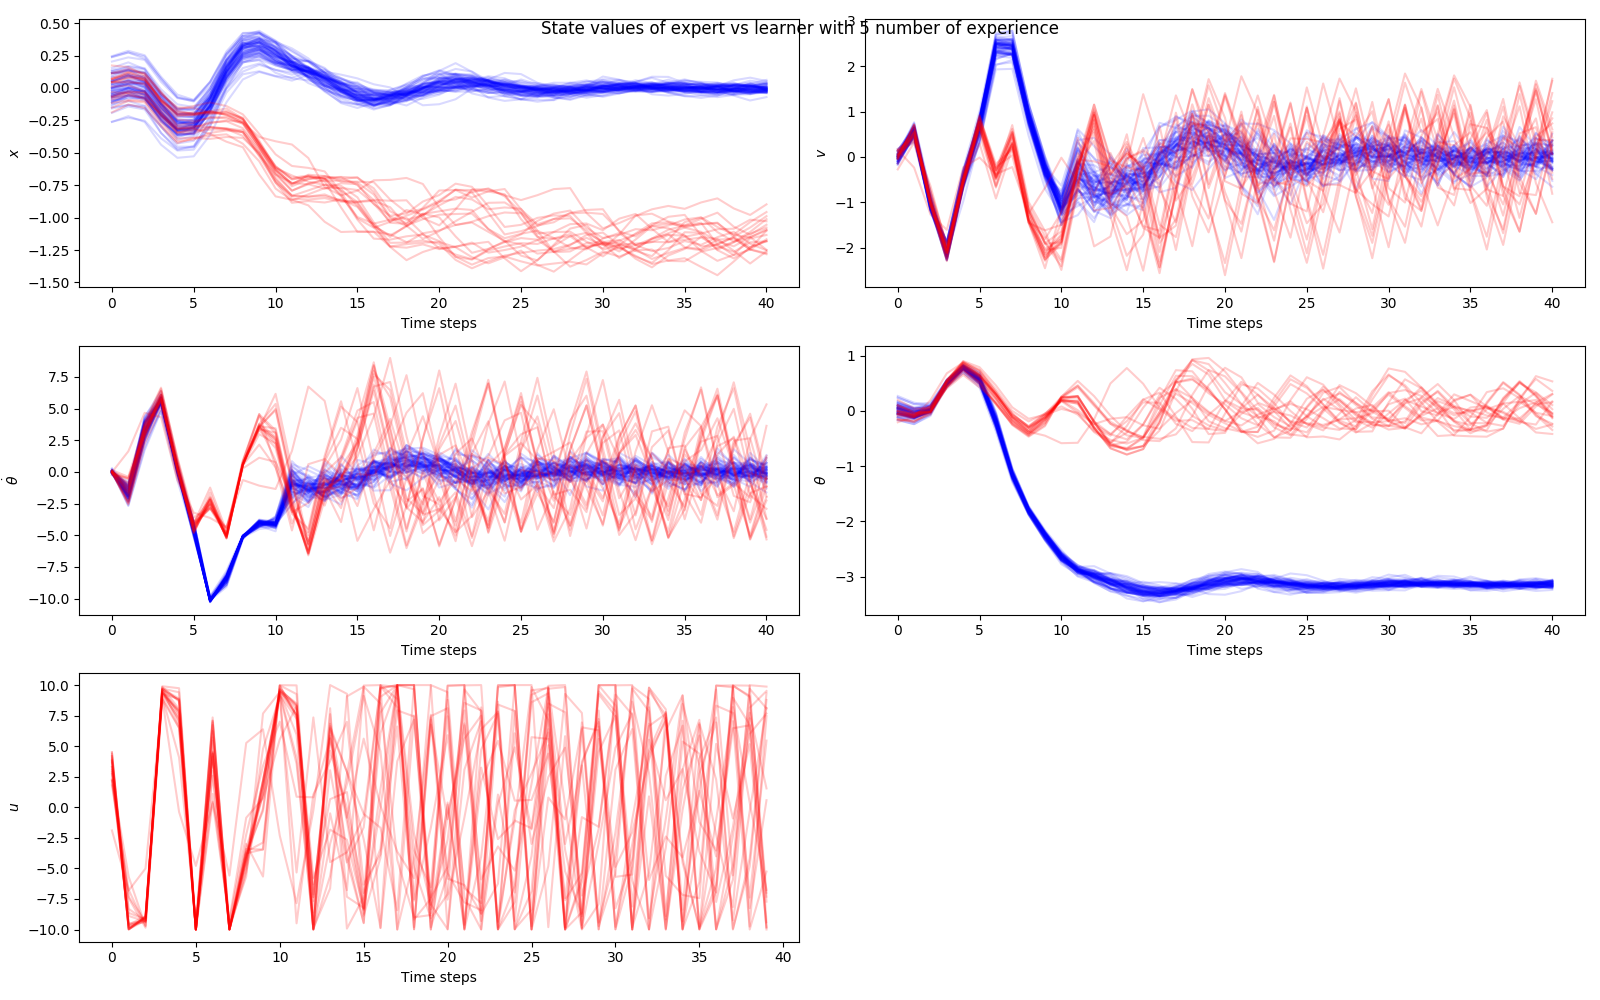 State values of expert vs learner with 5 number of experience
0.50
0.25
0.00
−0.25
−0.50
−0.75
−1.00
−1.25
−1.50
x
0 5 10 15 20 25 30 35 40
Time steps
3
2
1
0
−1
−2
v
0 5 10 15 20 25 30 35 40
Time steps
7.5
5.0
2.5
0.0
−2.5
−5.0
−7.5
−10.0
θ̇
0 5 10 15 20 25 30 35 40
Time steps
1
0
−1
−2
−3
θ
0 5 10 15 20 25 30 35 40
Time steps
10.0
7.5
5.0
2.5
0.0
−2.5
−5.0
−7.5
−10.0
u
0 5 10 15 20 25 30 35 40
Time steps